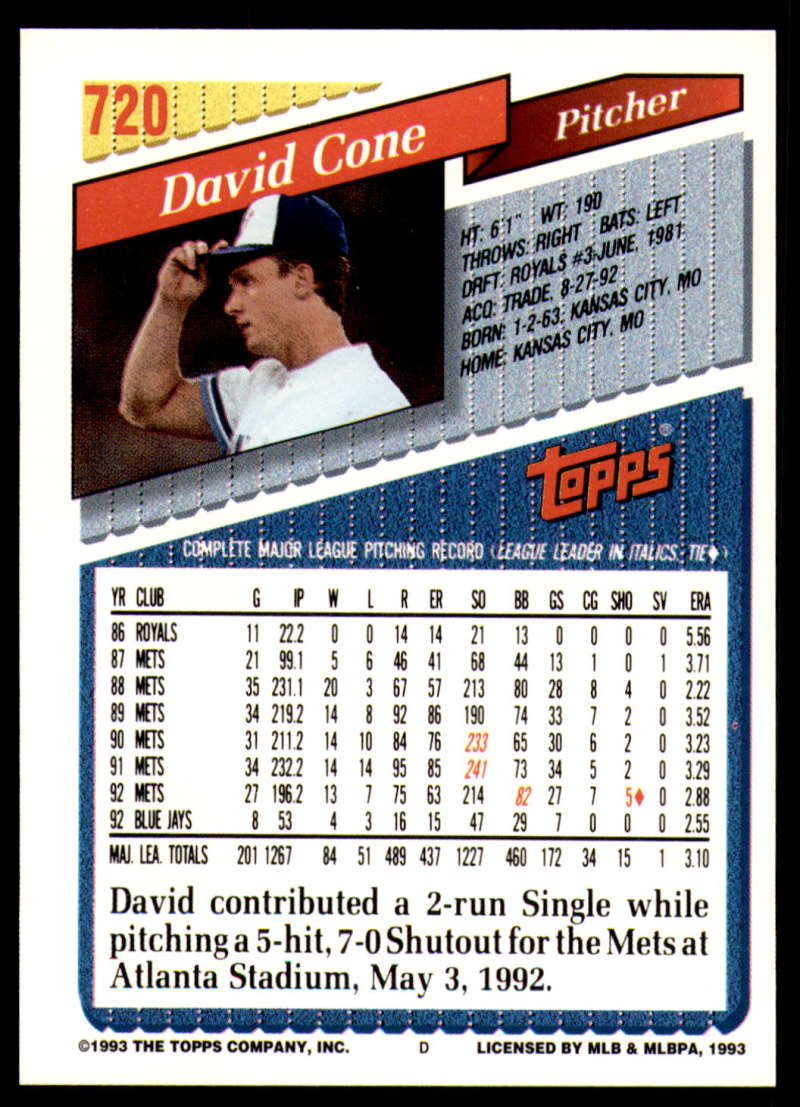 720
David Cone
Pitcher
HT: 6'1" WT: 190
THROWS: RIGHT BATS: LEFT
DRFT: ROYALS #3-JUNE, 1981
ACQ: TRADE, 8-27-92
BORN: 1-2-63, KANSAS CITY, MO
HOME: KANSAS CITY, MO
TOPPS®
COMPLETE MAJOR LEAGUE PITCHING RECORD (LEAGUE LEADER IN ITALICS, TIE♦)
YR CLUB G IP W L R ER SO BB GS CG SHO SV ERA
86 ROYALS 11 22.2 0 0 14 14 21 13 0 0 0 0 5.56
87 METS 21 99.1 5 6 46 41 68 44 13 1 0 1 3.71
88 METS 35 231.1 20 3 67 57 213 80 28 8 4 0 2.22
89 METS 34 219.2 14 8 92 86 190 74 33 7 2 0 3.52
90 METS 31 211.2 14 10 84 76 233 65 30 6 2 0 3.23
91 METS 34 232.2 14 14 95 85 241 73 34 5 2 0 3.29
92 METS 27 196.2 13 7 75 63 214 82 27 7 5♦ 0 2.88
92 BLUE JAYS 8 53 4 3 16 15 47 29 7 0 0 0 2.55
MAJ. LEA. TOTALS 201 1267 84 51 489 437 1227 460 172 34 15 1 3.10
David contributed a 2-run Single while
pitching a 5-hit, 7-0 Shutout for the Mets at
Atlanta Stadium, May 3, 1992.
©1993 THE TOPPS COMPANY, INC. D LICENSED BY MLB & MLBPA, 1993